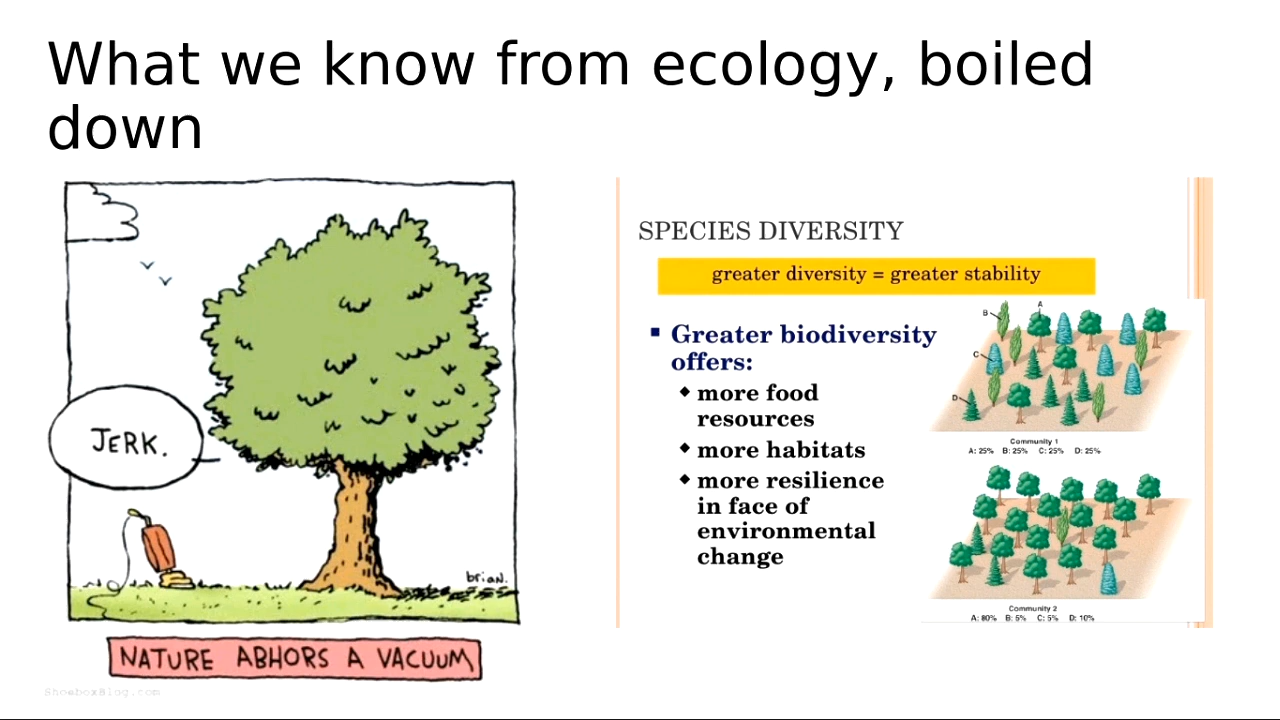 What we know from ecology, boiled
down
JERK.
brian.
NATURE ABHORS A VACUUM
ShoeboxBlog.com
SPECIES DIVERSITY
greater diversity = greater stability
▪ Greater biodiversity
offers:
◆ more food
resources
◆ more habitats
◆ more resilience
in face of
environmental
change
A
B
C
D
Community 1
A: 25% B: 25% C: 25% D: 25%
Community 2
A: 80% B: 5% C: 5% D: 10%